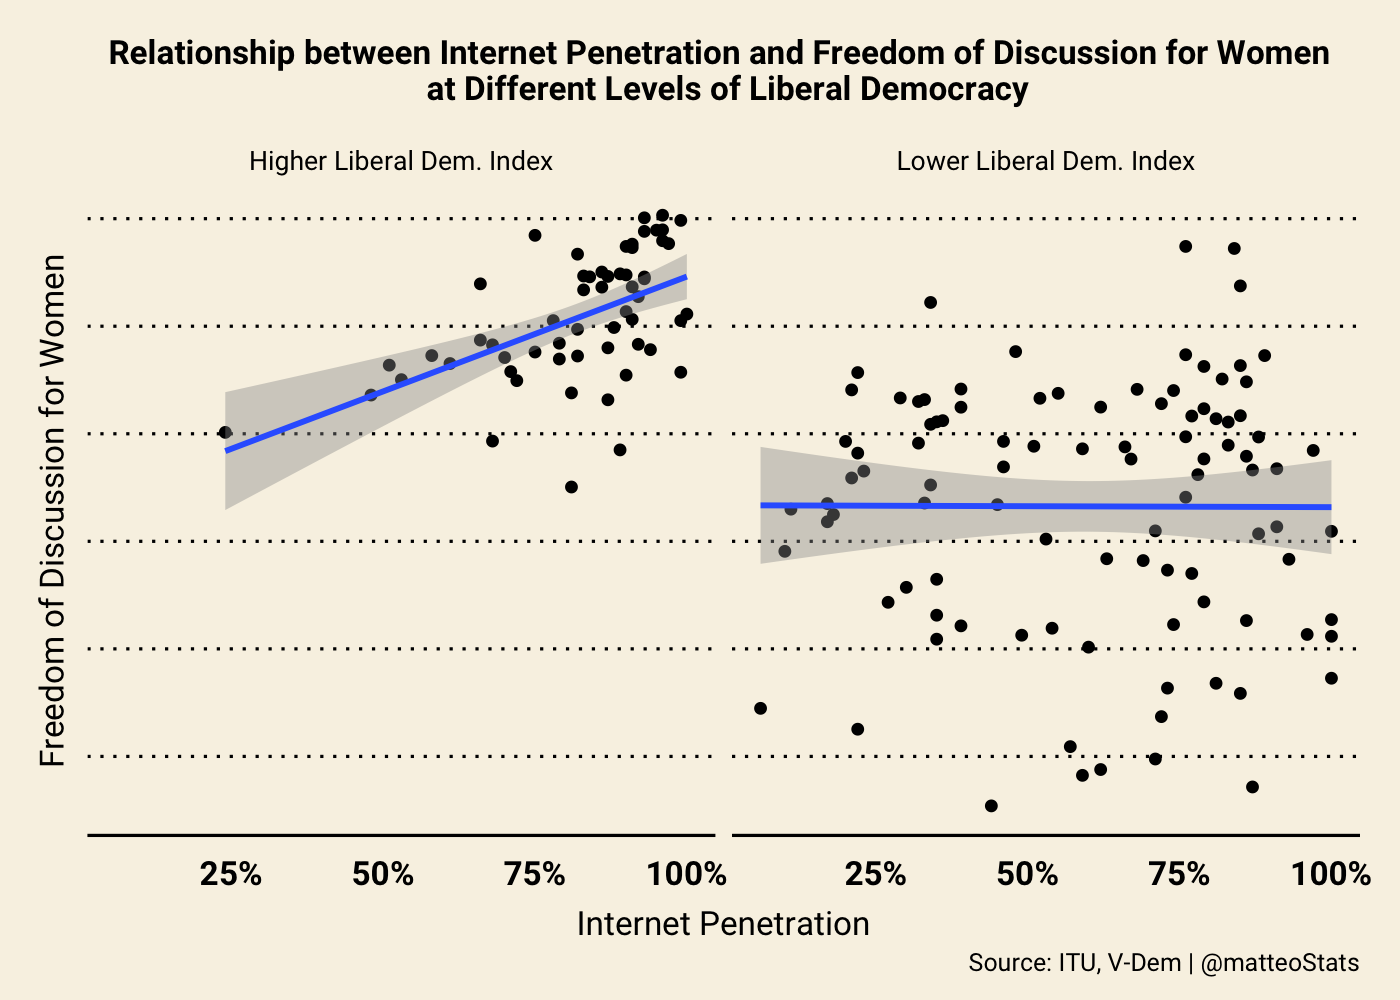 Relationship between Internet Penetration and Freedom of Discussion for Women
at Different Levels of Liberal Democracy
Higher Liberal Dem. Index
Lower Liberal Dem. Index
Freedom of Discussion for Women
25% 50% 75% 100%
25% 50% 75% 100%
Internet Penetration
Source: ITU, V-Dem | @matteoStats